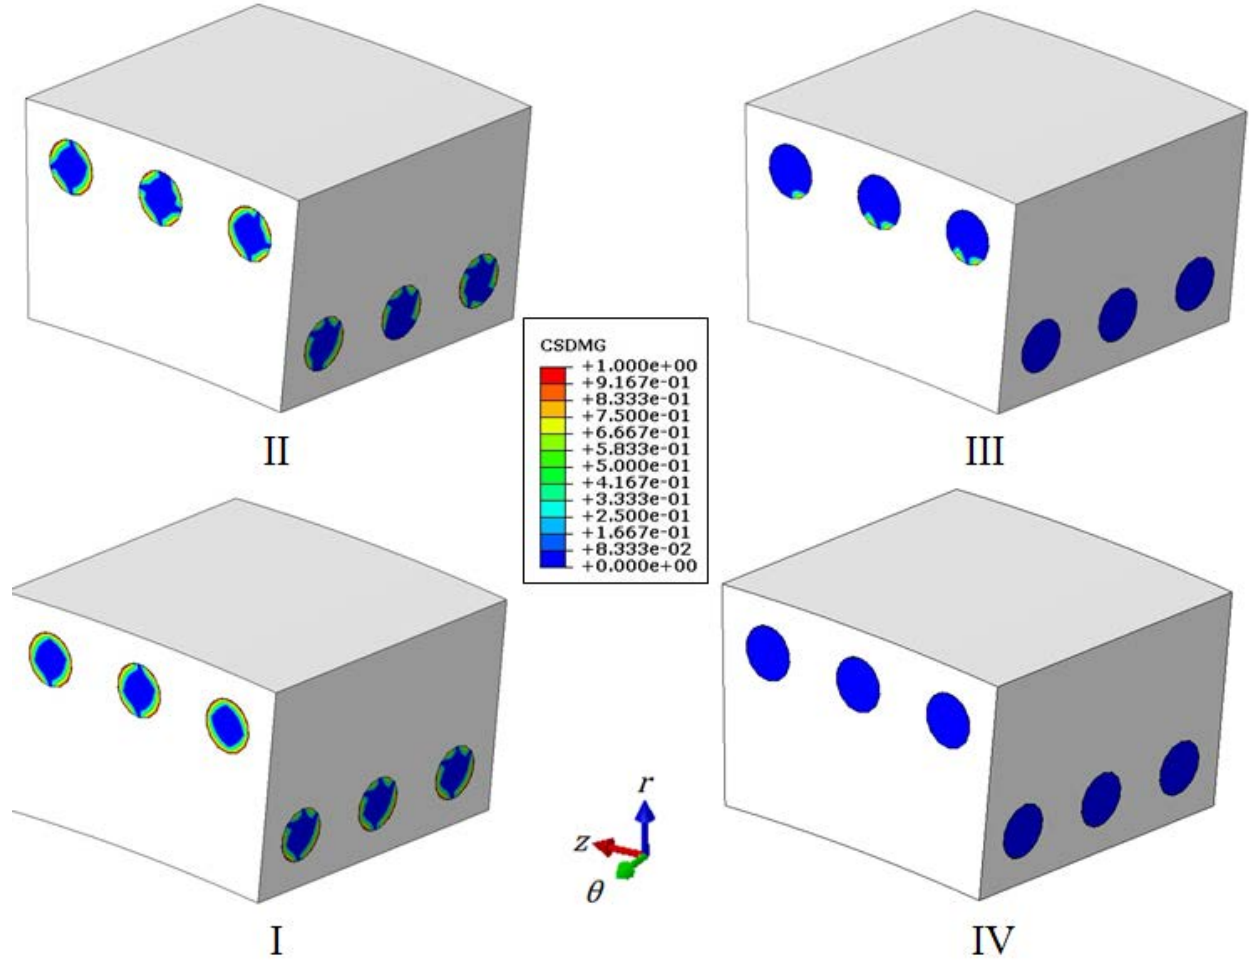 CSDMG
+1.000e+00
+9.167e-01
+8.333e-01
+7.500e-01
+6.667e-01
+5.833e-01
+5.000e-01
+4.167e-01
+3.333e-01
+2.500e-01
+1.667e-01
+8.333e-02
+0.000e+00
II
III
r
z
θ
I
IV